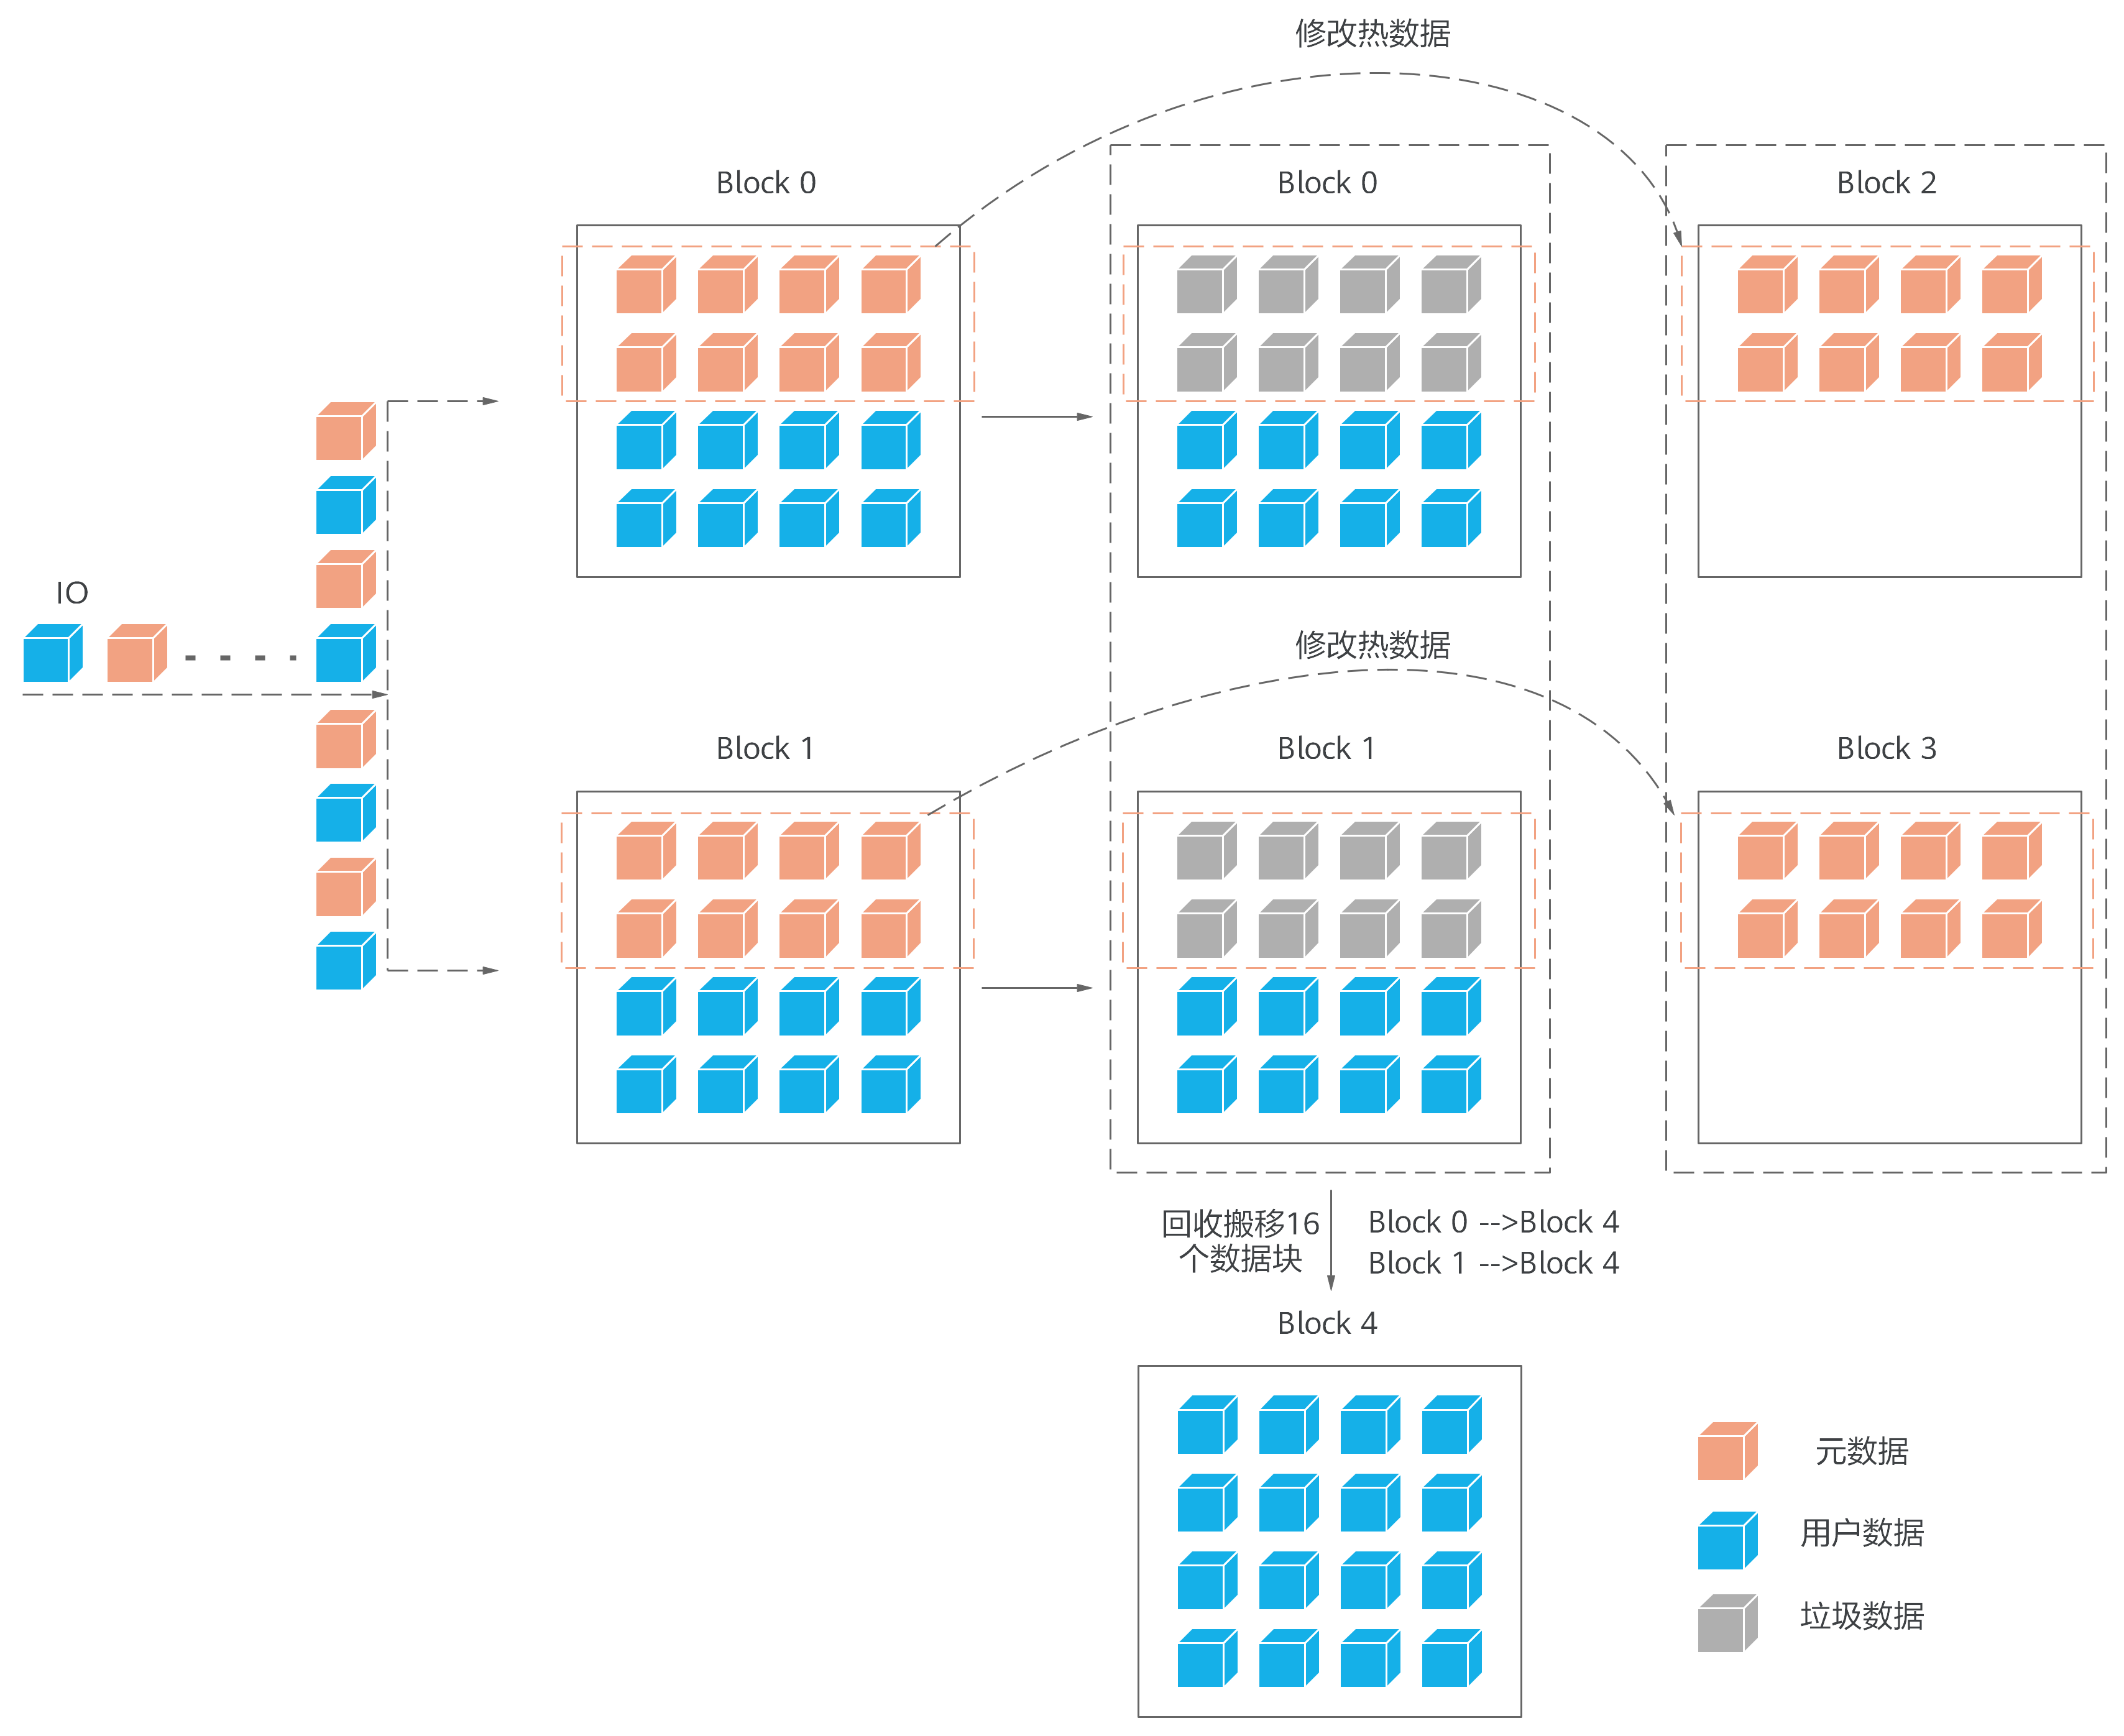 修改热数据
Block 0
Block 0
Block 2
IO
修改热数据
Block 1
Block 1
Block 3
回收搬移16
个数据块
Block 0 -->Block 4
Block 1 -->Block 4
Block 4
元数据
用户数据
垃圾数据